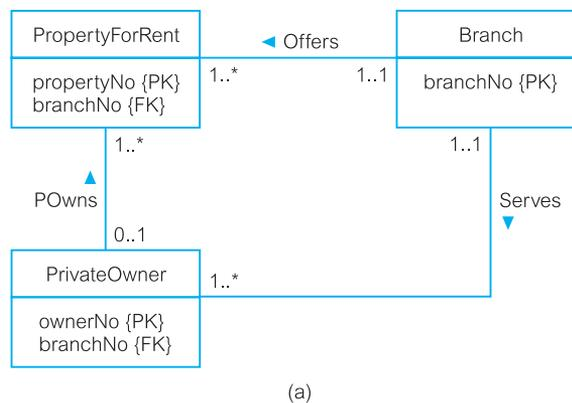 PropertyForRent
propertyNo {PK}
branchNo {FK}
Offers
1..*
1..1
Branch
branchNo {PK}
1..*
1..1
POwns
Serves
0..1
1..*
PrivateOwner
ownerNo {PK}
branchNo {FK}
(a)